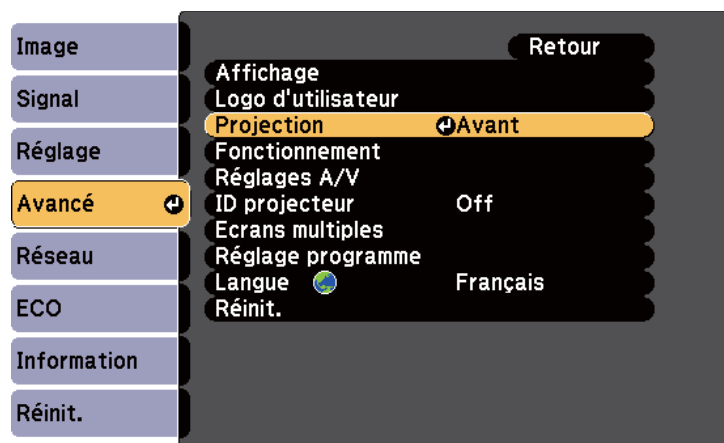 Image
Signal
Réglage
Avancé
Réseau
ECO
Information
Réinit.
Retour
Affichage
Logo d'utilisateur
Projection Avant
Fonctionnement
Réglages A/V
ID projecteur Off
Ecrans multiples
Réglage programme
Langue Français
Réinit.